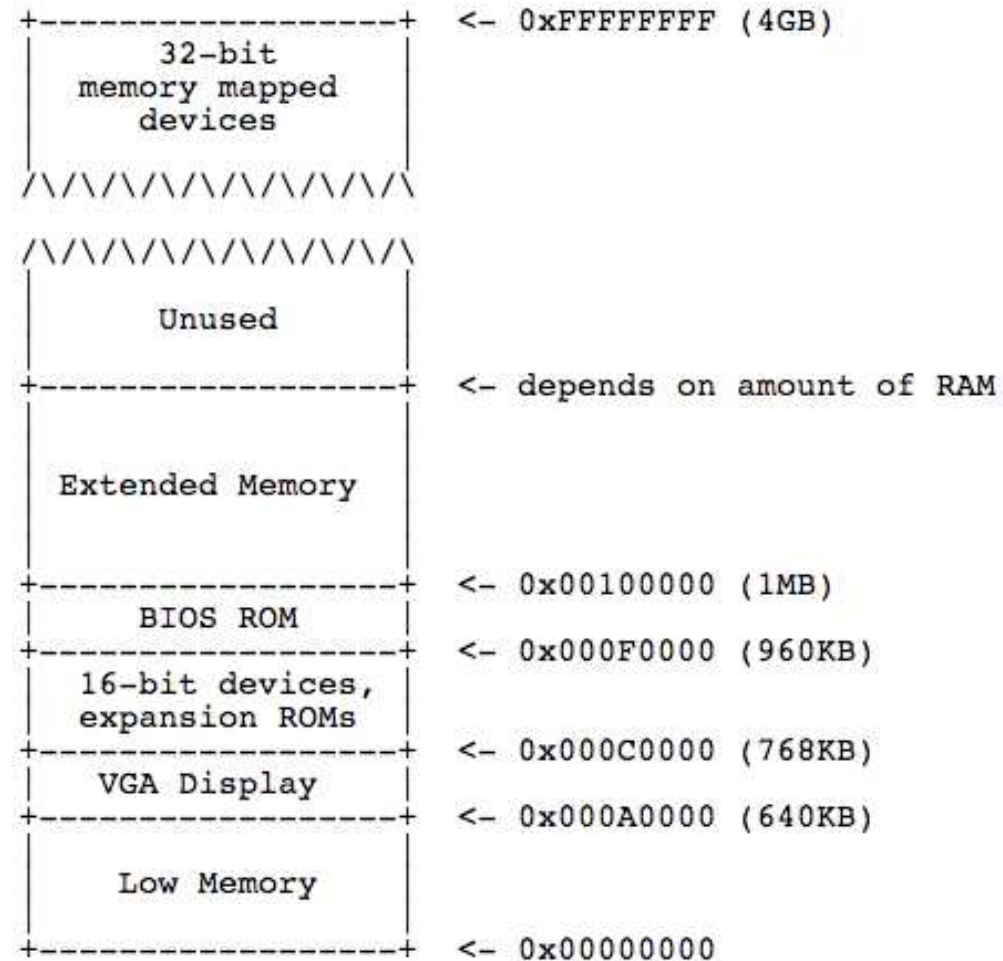 +------------------+  <- 0xFFFFFFFF (4GB)
|      32-bit      |
|  memory mapped   |
|     devices      |
|                  |
/\/\/\/\/\/\/\/\/\/\

/\/\/\/\/\/\/\/\/\/\
|                  |
|      Unused      |
|                  |
+------------------+  <- depends on amount of RAM
|                  |
|                  |
| Extended Memory  |
|                  |
|                  |
+------------------+  <- 0x00100000 (1MB)
|     BIOS ROM     |
+------------------+  <- 0x000F0000 (960KB)
|  16-bit devices, |
|  expansion ROMs  |
+------------------+  <- 0x000C0000 (768KB)
|   VGA Display    |
+------------------+  <- 0x000A0000 (640KB)
|                  |
|    Low Memory    |
|                  |
+------------------+  <- 0x00000000